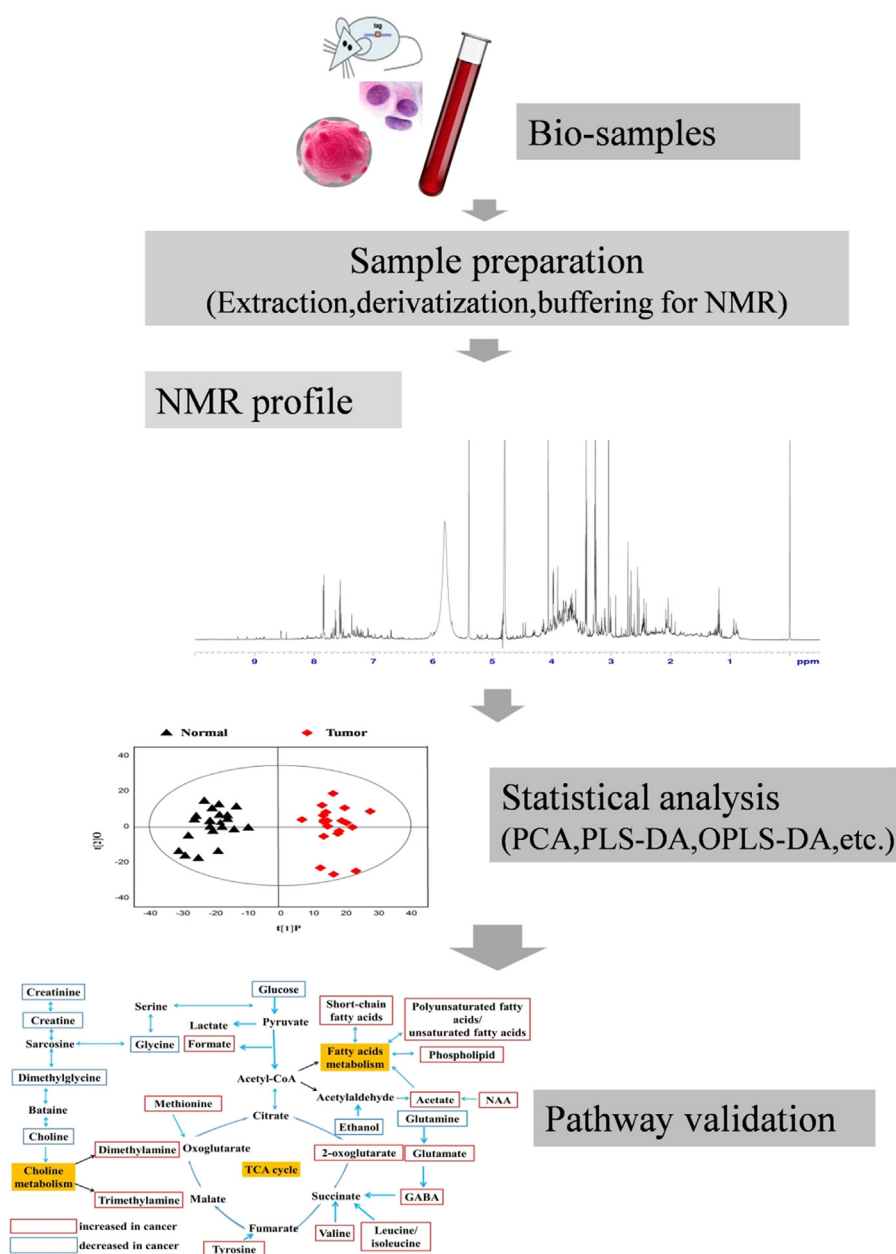 tag
Bio-samples
Sample preparation
(Extraction,derivatization,buffering for NMR)
NMR profile
9 8 7 6 5 4 3 2 1 ppm
Normal Tumor
40
20
0
-20
-40
t[2]O
-40 -30 -20 -10 0 10 20 30 40
t[1]P
Statistical analysis
(PCA,PLS-DA,OPLS-DA,etc.)
Creatinine
Creatine
Sarcosine
Dimethylglycine
Bataine
Choline
Choline
metabolism
Serine
Glycine
Glucose
Lactate
Pyruvate
Formate
Acetyl-CoA
Short-chain
fatty acids
Polyunsaturated fatty
acids/
unsaturated fatty acids
Fatty acids
metabolism
Phospholipid
Acetylaldehyde
Acetate
NAA
Ethanol
Glutamine
Methionine
Citrate
Dimethylamine
Oxoglutarate
TCA cycle
2-oxoglutarate
Glutamate
Trimethylamine
Malate
Succinate
GABA
Fumarate
Tyrosine
Valine
Leucine/
isoleucine
increased in cancer
decreased in cancer
Pathway validation